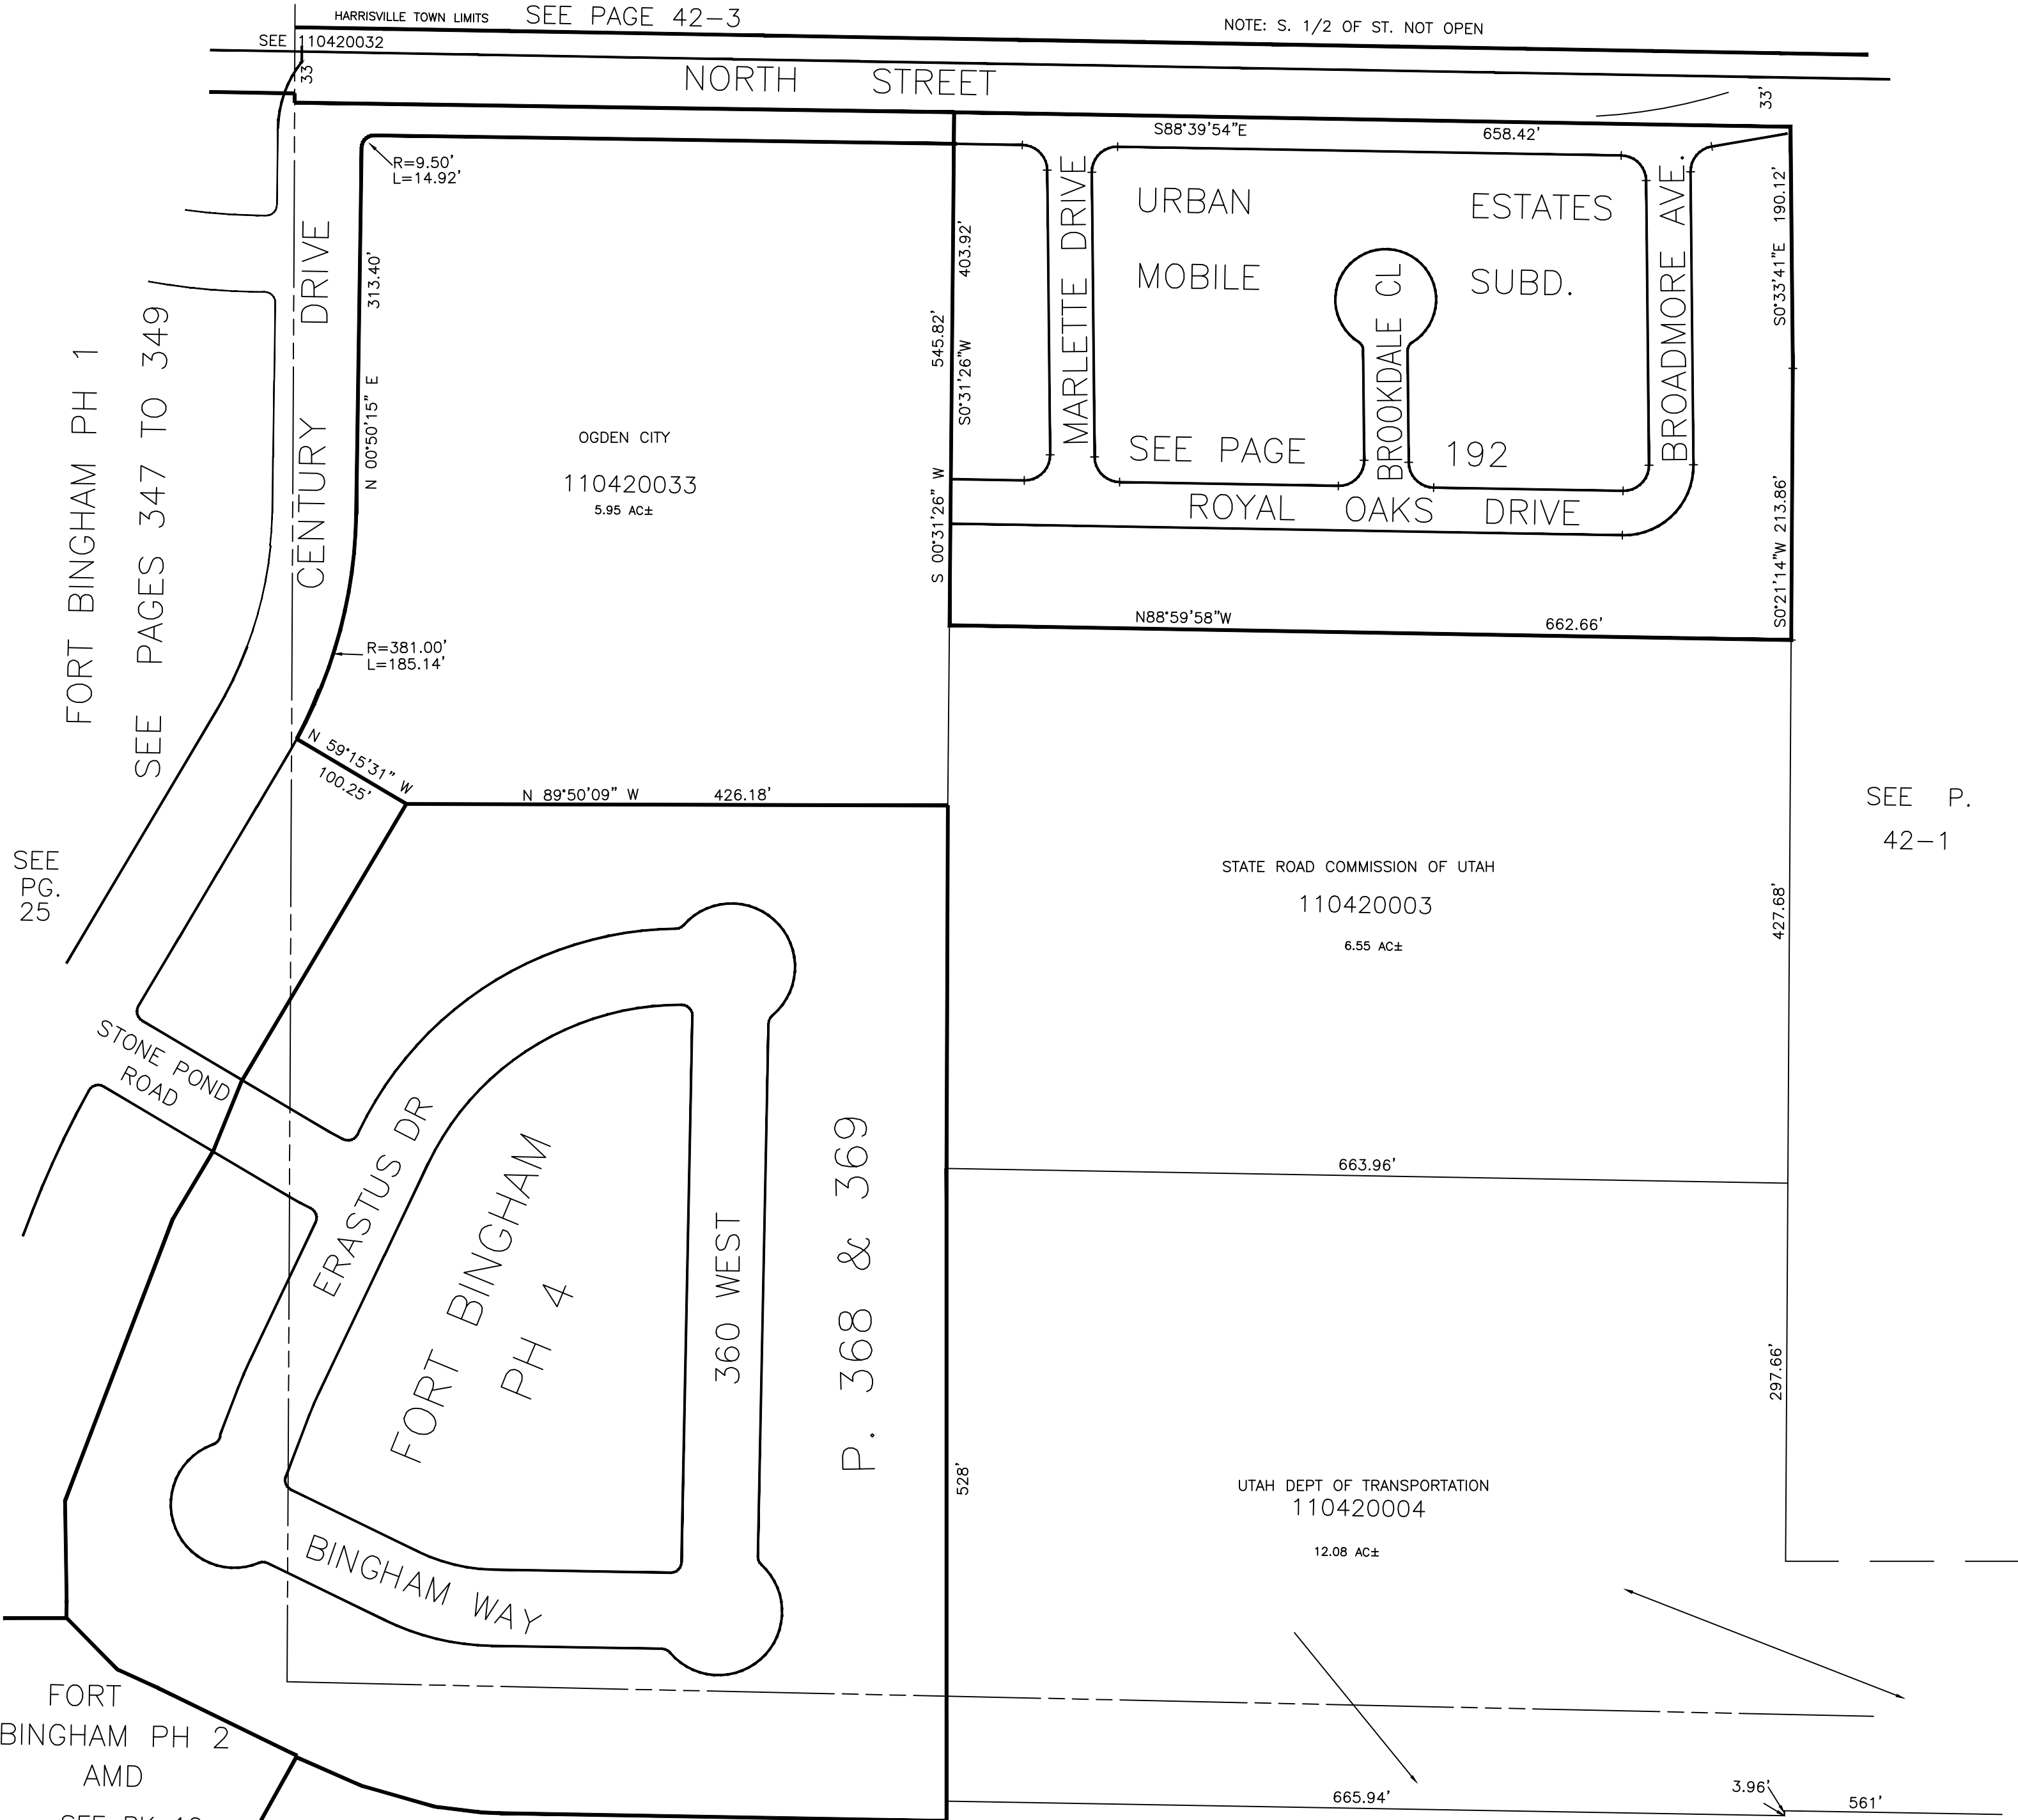 HARRISVILLE TOWN LIMITS
SEE PAGE 42-3
NOTE: S. 1/2 OF ST. NOT OPEN
SEE 110420032
33'
NORTH STREET
33'
S88°39'54"E 658.42'
R=9.50'
L=14.92'
CENTURY DRIVE
N 00°50'15" E 313.40'
FORT BINGHAM PH 1
SEE PAGES 347 TO 349
OGDEN CITY
110420033
5.95 AC±
S 00°31'26" W 545.82'
S0°31'26"W 403.92'
MARLETTE DRIVE
URBAN ESTATES
MOBILE SUBD.
BROOKDALE CL
SEE PAGE 192
BROADMORE AVE.
ROYAL OAKS DRIVE
S0°33'41"E 190.12'
S0°21'14"W 213.86'
N88°59'58"W 662.66'
R=381.00'
L=185.14'
N 59°15'31" W
100.25'
N 89°50'09" W 426.18'
SEE P.
42-1
SEE
PG.
25
STATE ROAD COMMISSION OF UTAH
110420003
6.55 AC±
427.68'
STONE POND
ROAD
ERASTUS DR
FORT BINGHAM
PH 4
360 WEST
P. 368 & 369
663.96'
297.66'
528'
UTAH DEPT OF TRANSPORTATION
110420004
12.08 AC±
BINGHAM WAY
FORT
BINGHAM PH 2
AMD
665.94'
3.96'
561'